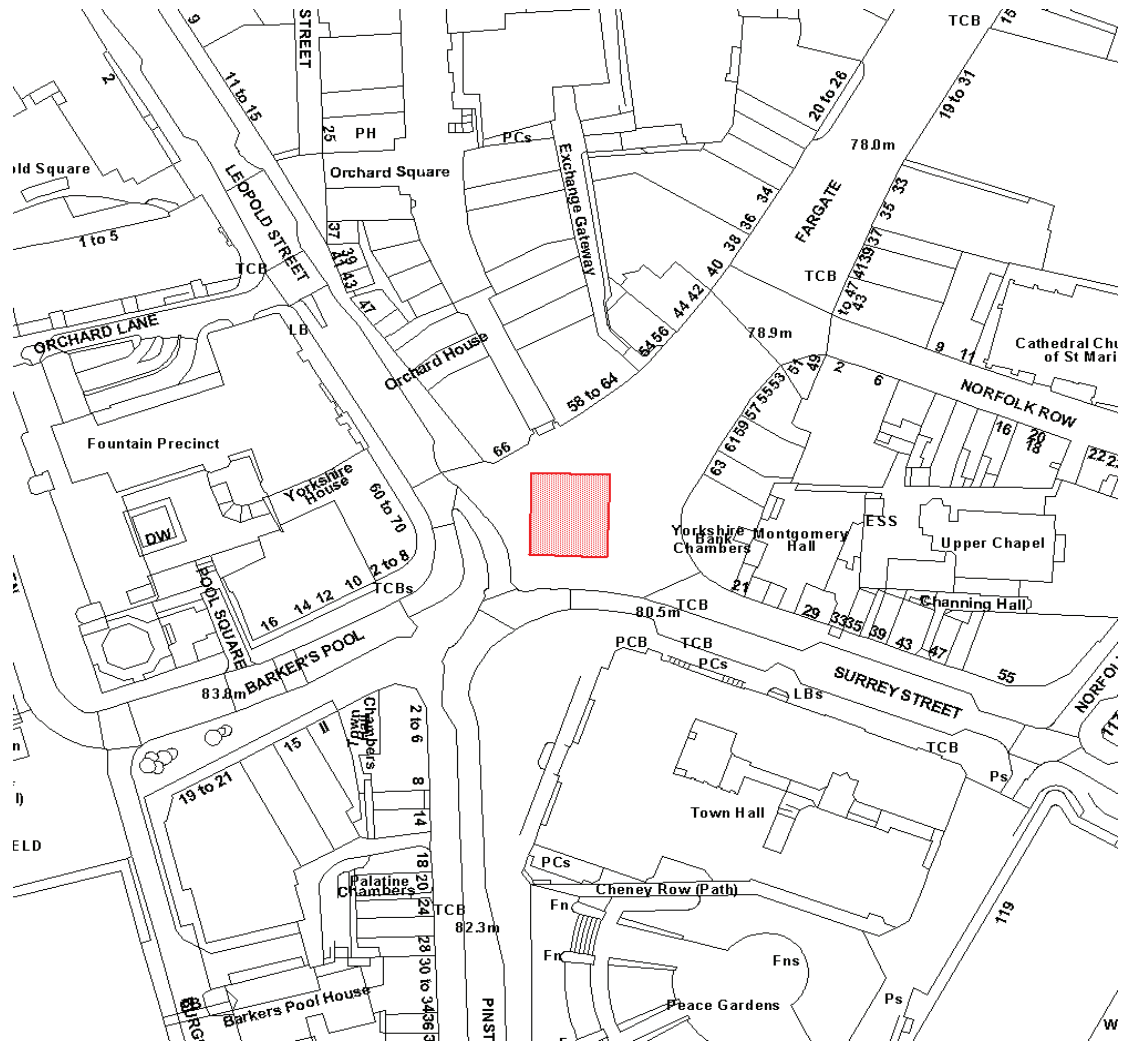 9
STREET
TCB
15
2
11 to 15
20 to 26
19 to 31
25
PH
PCs
78.0m
old Square
LEOPOLD STREET
Orchard Square
Exchange Gateway
34
33
FARGATE
36
35
1 to 5
37
38
37
TCB
39
41
43
40
39
41
TCB
47
42
44
to 47
43
ORCHARD LANE
LB
56
54
78.9m
Orchard House
49
51
2
6
9
11
Cathedral Chu
of St Mari
53
55
57
58 to 64
NORFOLK ROW
59
61
63
16
20
18
22
Fountain Precinct
66
Yorkshire
House
60 to 70
DW
Yorkshire
Bank
Chambers
Montgomery
Hall
ESS
Upper Chapel
2 to 8
10
12
14
16
TCBs
POOL SQUARE
21
Channing Hall
80.5m
TCB
29
33
35
39
43
47
BARKER'S POOL
PCB
TCB
PCs
55
83.8m
SURREY STREET
LBs
NORFOL
Town
Hall
Chambers
2 to 6
11
15
TCB
117
Ps
19 to 21
8
14
Town Hall
ELD
18
PCs
Palatine
Chambers
20
Cheney Row (Path)
24
TCB
Fn
119
82.3m
28
Fn
Fns
30 to 34
Ps
Barkers Pool House
36
PINST
Peace Gardens
BURG
W